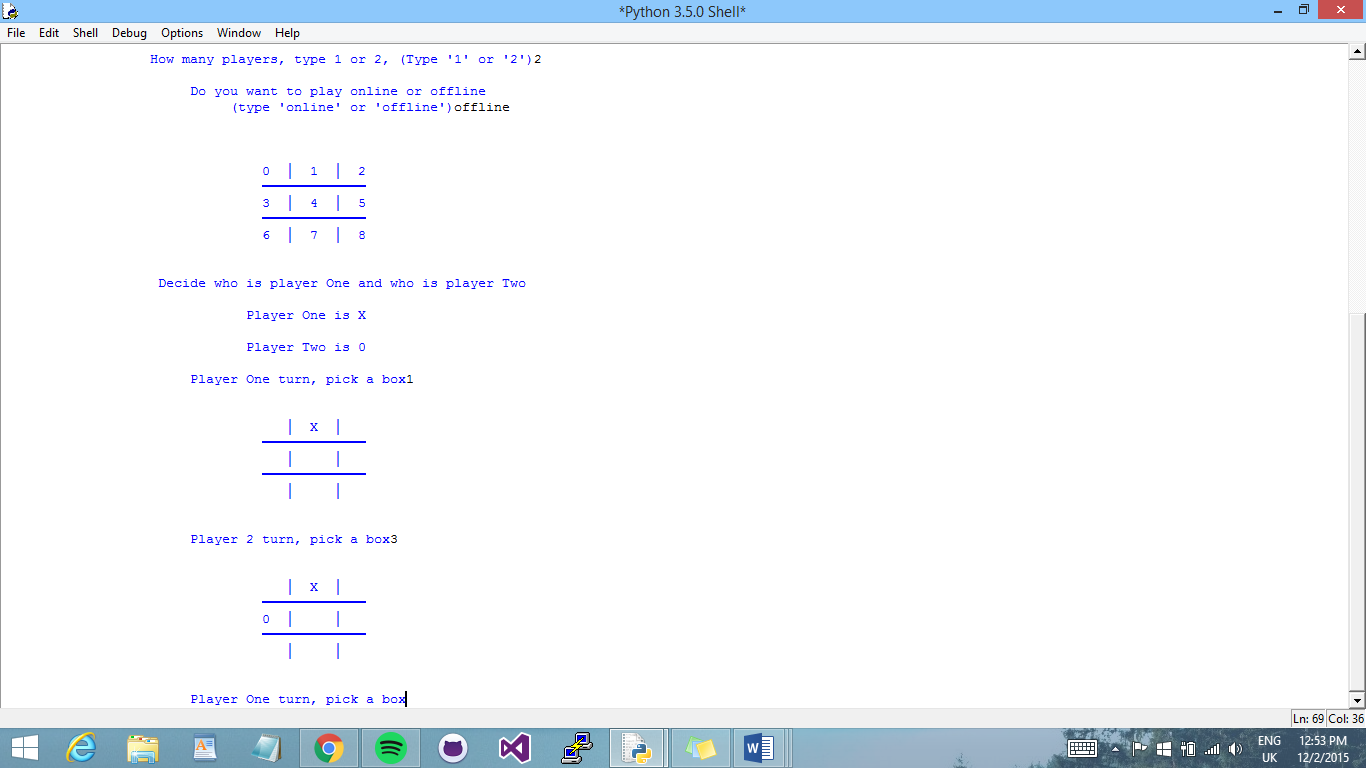 *Python 3.5.0 Shell*
File Edit Shell Debug Options Window Help
How many players, type 1 or 2, (Type '1' or '2')2
Do you want to play online or offline
(type 'online' or 'offline')offline
0 | 1 | 2
3 | 4 | 5
6 | 7 | 8
Decide who is player One and who is player Two
Player One is X
Player Two is 0
Player One turn, pick a box1
| X |
| |
| |
Player 2 turn, pick a box3
| X |
0 | |
| |
Player One turn, pick a box
Ln: 69 Col: 36
ENG 12:53 PM
UK 12/2/2015